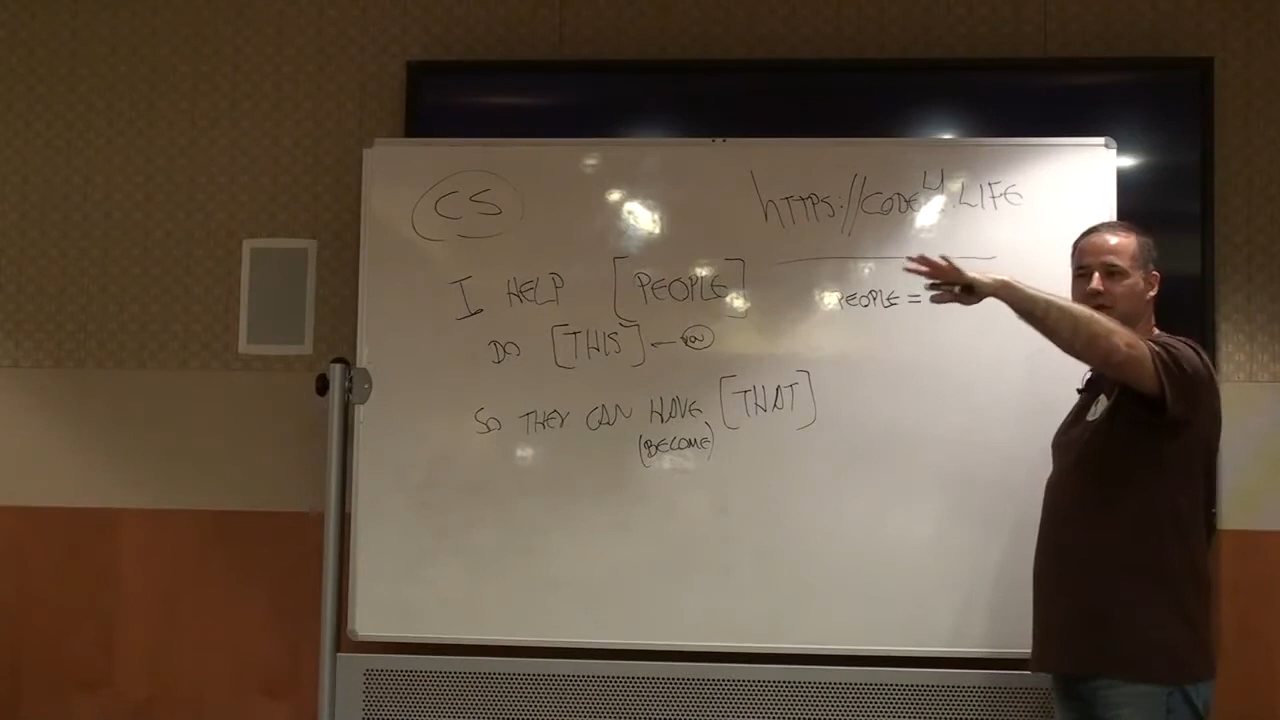 CS
https://CODE4.LIFE
I HELP [PEOPLE]
DO [THIS] ← YOU
SO THEY CAN HAVE [THAT]
(BECOME)
PEOPLE =